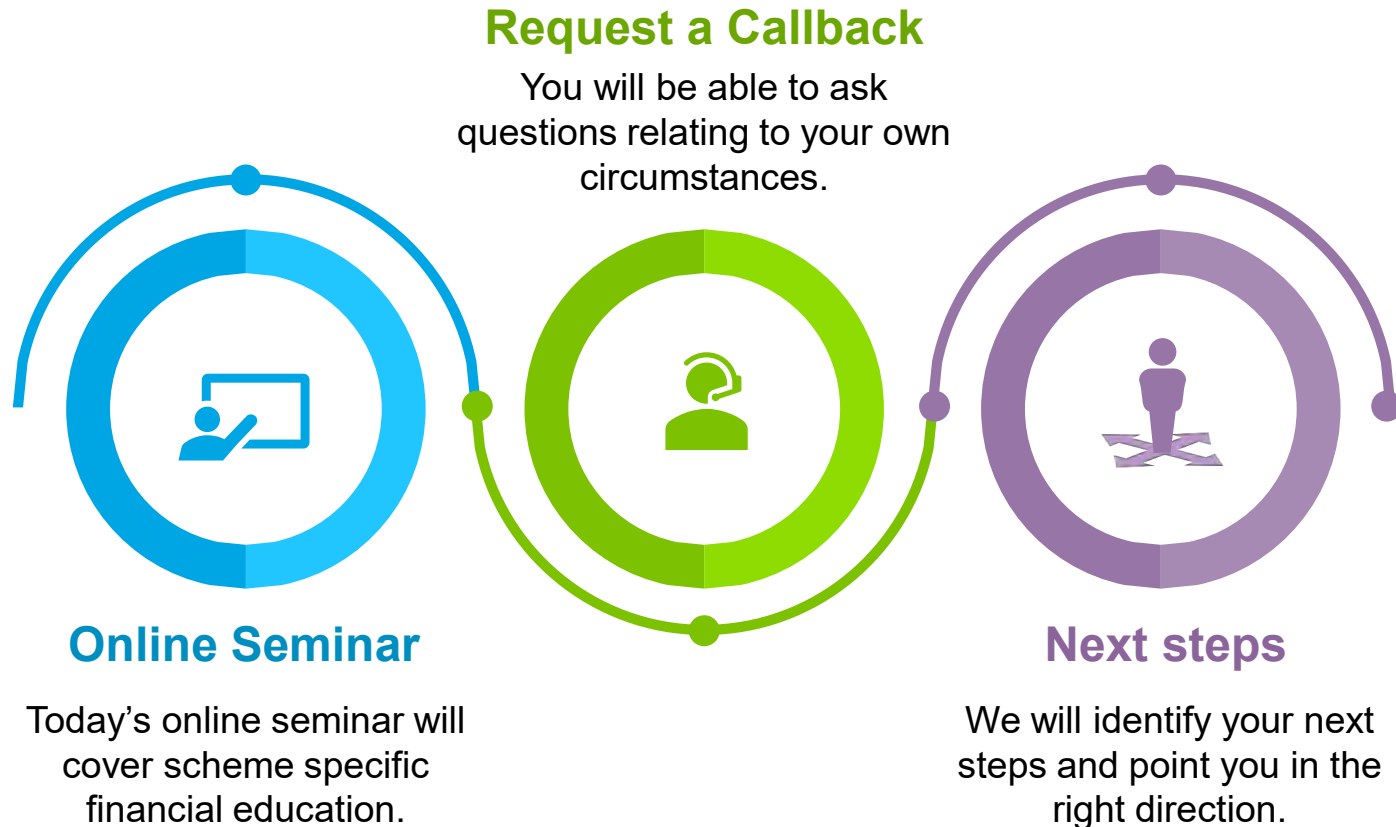 Request a Callback
You will be able to ask
questions relating to your own
circumstances.
Online Seminar
Today’s online seminar will
cover scheme specific
financial education.
Next steps
We will identify your next
steps and point you in the
right direction.